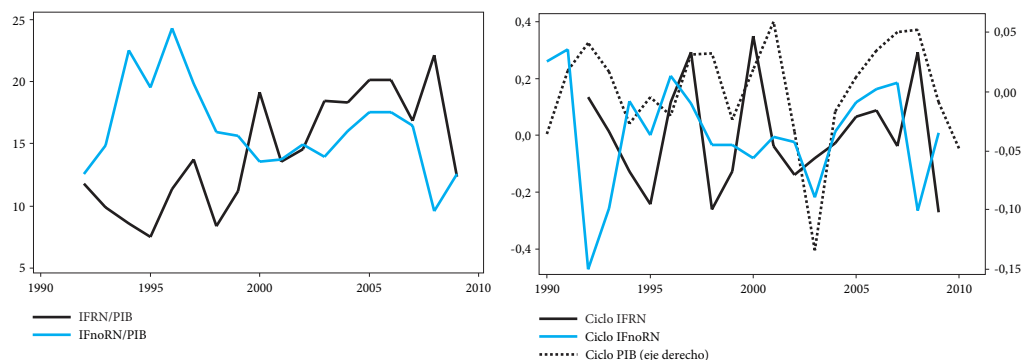 25
20
15
10
5
1990 1995 2000 2005 2010
IFRN/PIB
IFnoRN/PIB
0,4
0,2
0,0
-0,2
-0,4
0,05
0,00
-0,05
-0,10
-0,15
1990 1995 2000 2005 2010
Ciclo IFRN
Ciclo IFnoRN
Ciclo PIB (eje derecho)